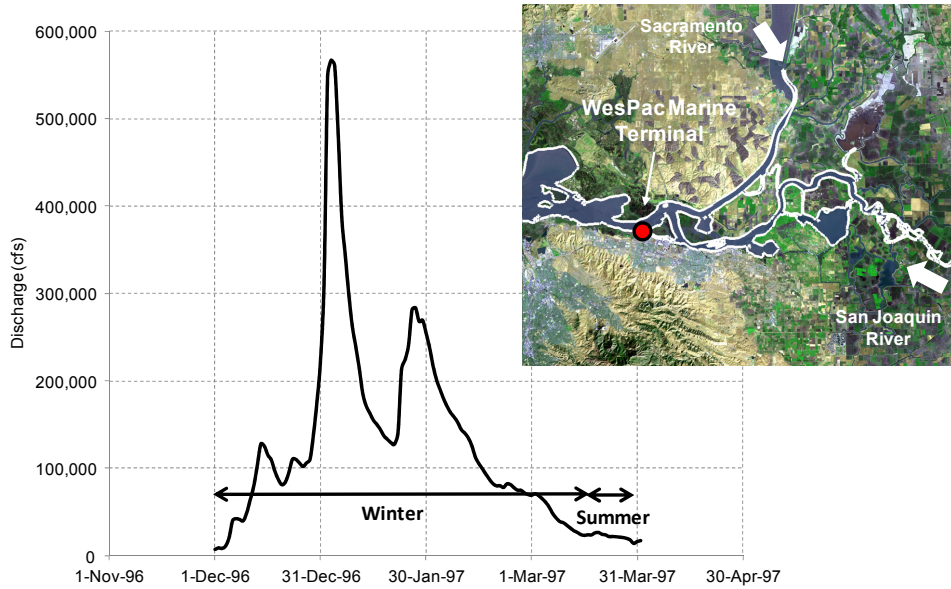 600,000
500,000
400,000
300,000
200,000
100,000
0
Discharge (cfs)
1-Nov-96
1-Dec-96
31-Dec-96
30-Jan-97
1-Mar-97
31-Mar-97
30-Apr-97
Winter
Summer
Sacramento
River
WesPac Marine
Terminal
San Joaquin
River